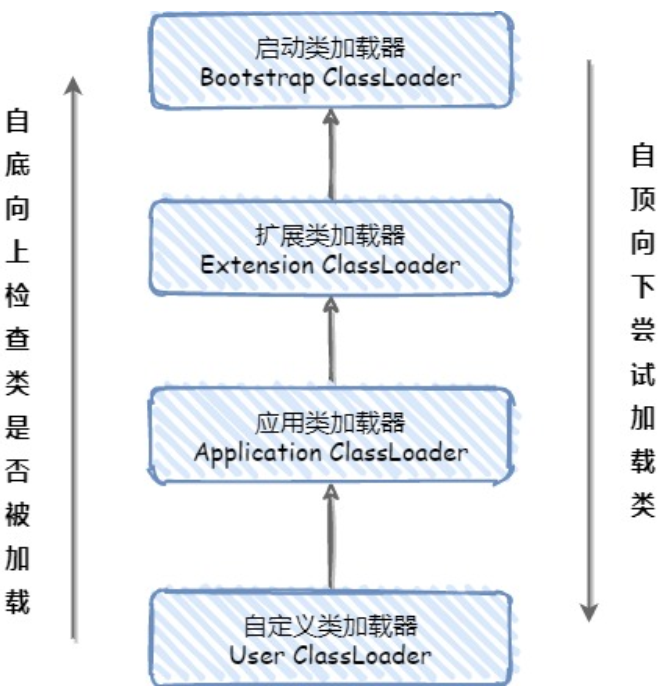 启动类加载器
Bootstrap ClassLoader
自底向上检查类是否被加载
自顶向下尝试加载类
扩展类加载器
Extension ClassLoader
应用类加载器
Application ClassLoader
自定义类加载器
User ClassLoader